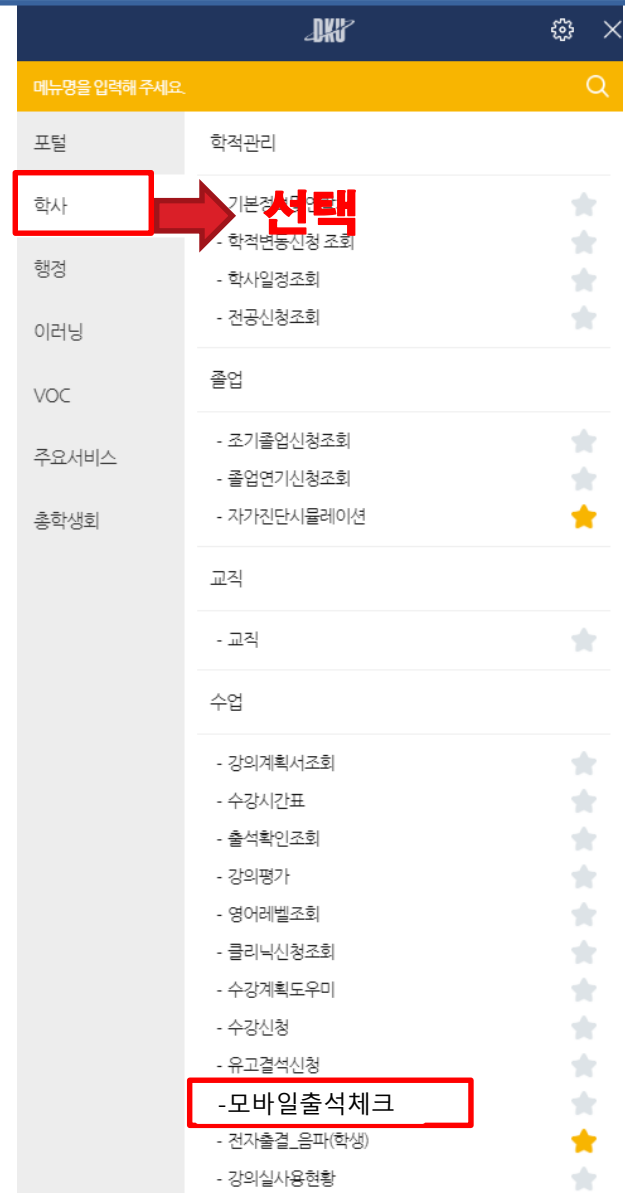 DKU
메뉴명을 입력해 주세요.
포털
학사
행정
이러닝
VOC
주요서비스
총학생회
선택
학적관리
- 학적변동신청 조회
- 학사일정조회
- 전공신청조회
졸업
- 조기졸업신청조회
- 졸업연기신청조회
- 자가진단시뮬레이션
교직
- 교직
수업
- 강의계획서조회
- 수강시간표
- 출석확인조회
- 강의평가
- 영어레벨조회
- 클리닉신청조회
- 수강계획도우미
- 수강신청
- 유고결석신청
-모바일출석체크
- 전자출결_음파(학생)
- 강의실사용현황